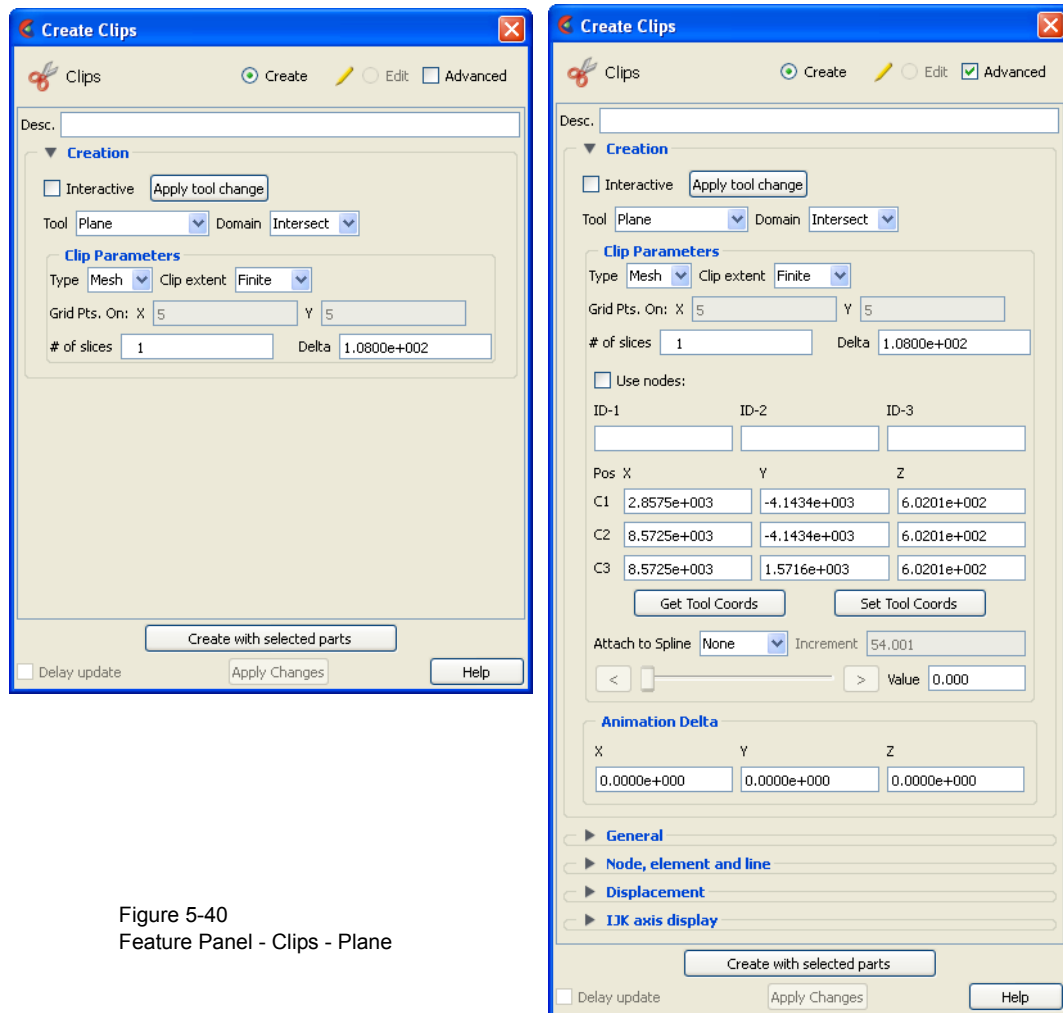 Create Clips
Clips Create Edit Advanced
Desc.
Creation
Interactive Apply tool change
Tool Plane Domain Intersect
Clip Parameters
Type Mesh Clip extent Finite
Grid Pts. On: X 5 Y 5
# of slices 1 Delta 1.0800e+002
Create with selected parts
Delay update Apply Changes Help
Figure 5-40
Feature Panel - Clips - Plane
Create Clips
Clips Create Edit Advanced
Desc.
Creation
Interactive Apply tool change
Tool Plane Domain Intersect
Clip Parameters
Type Mesh Clip extent Finite
Grid Pts. On: X 5 Y 5
# of slices 1 Delta 1.0800e+002
Use nodes:
ID-1 ID-2 ID-3
Pos X Y Z
C1 2.8575e+003 -4.1434e+003 6.0201e+002
C2 8.5725e+003 -4.1434e+003 6.0201e+002
C3 8.5725e+003 1.5716e+003 6.0201e+002
Get Tool Coords Set Tool Coords
Attach to Spline None Increment 54.001
< > Value 0.000
Animation Delta
X Y Z
0.0000e+000 0.0000e+000 0.0000e+000
General
Node, element and line
Displacement
IJK axis display
Create with selected parts
Delay update Apply Changes Help